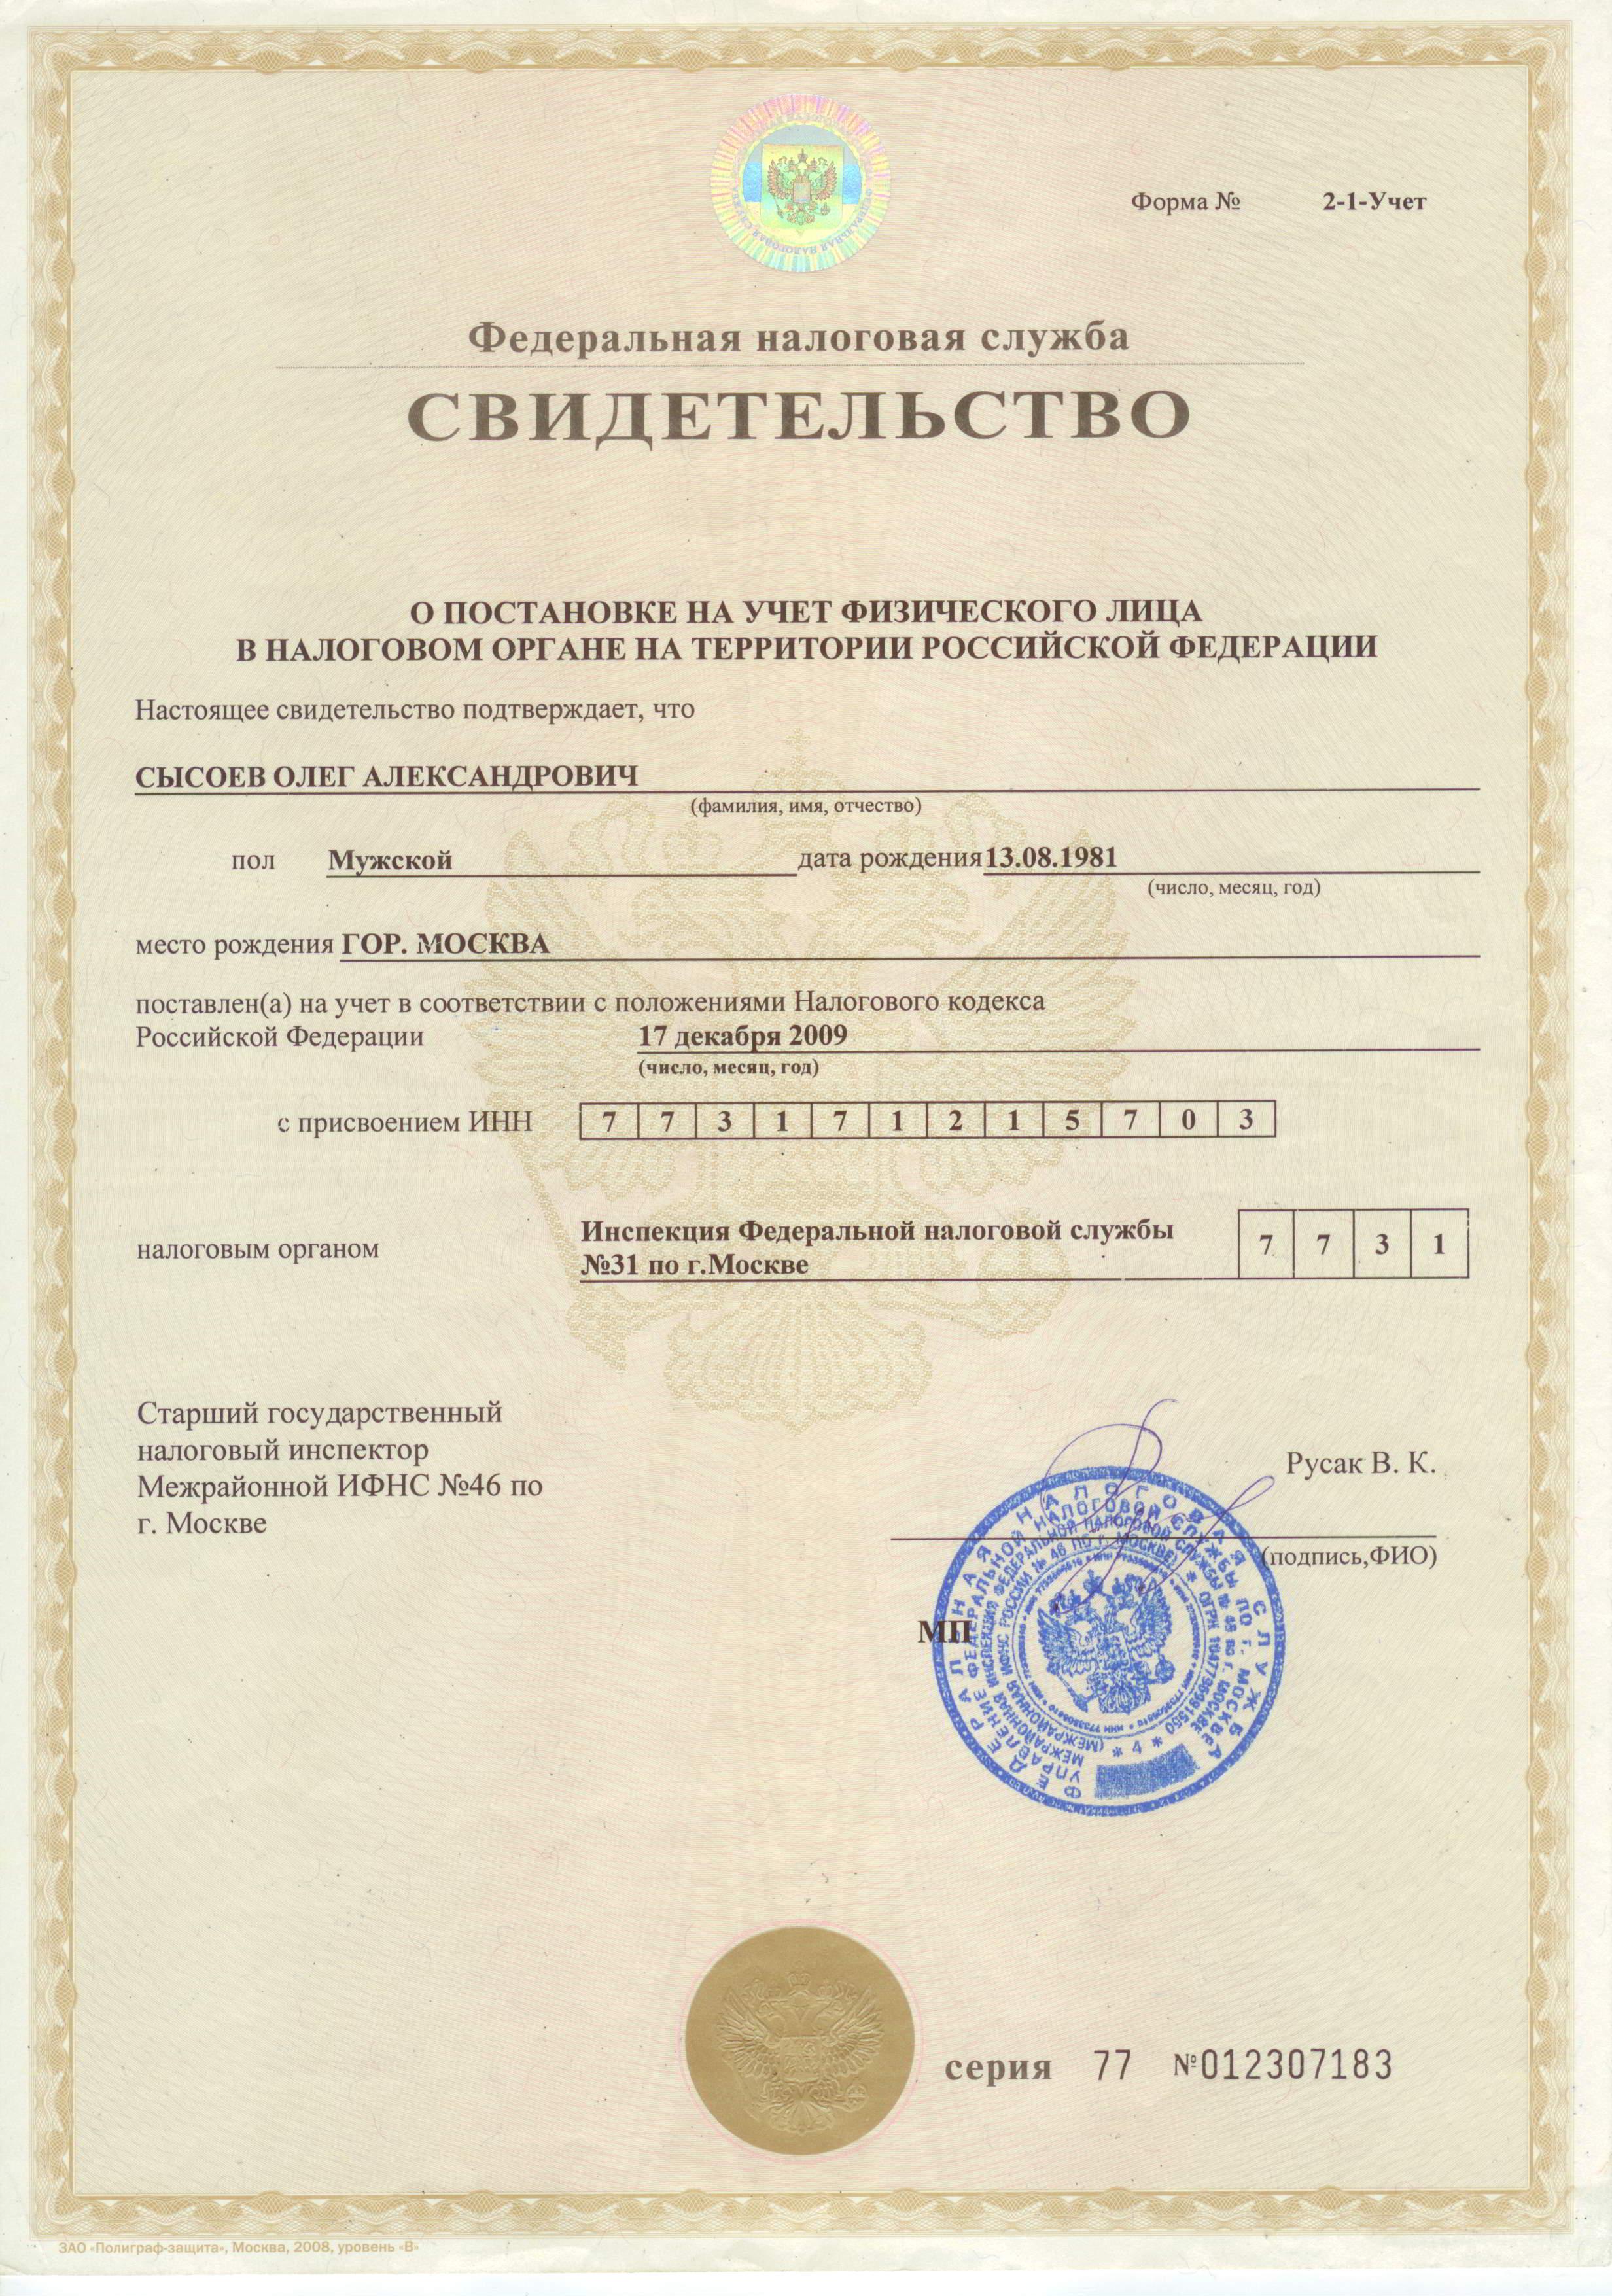 Форма № 2-1-Учет
Федеральная налоговая служба
СВИДЕТЕЛЬСТВО
О ПОСТАНОВКЕ НА УЧЕТ ФИЗИЧЕСКОГО ЛИЦА
В НАЛОГОВОМ ОРГАНЕ НА ТЕРРИТОРИИ РОССИЙСКОЙ ФЕДЕРАЦИИ
Настоящее свидетельство подтверждает, что
СЫСОЕВ ОЛЕГ АЛЕКСАНДРОВИЧ
(фамилия, имя, отчество)
пол Мужской дата рождения 13.08.1981
(число, месяц, год)
место рождения ГОР. МОСКВА
поставлен(а) на учет в соответствии с положениями Налогового кодекса
Российской Федерации 17 декабря 2009
(число, месяц, год)
с присвоением ИНН 7 7 3 1 7 1 2 1 5 7 0 3
налоговым органом Инспекция Федеральной налоговой службы
№31 по г.Москве 7 7 3 1
Старший государственный
налоговый инспектор
Межрайонной ИФНС №46 по
г. Москве
Русак В. К.
(подпись,ФИО)
МП
ФЕДЕРАЛЬНАЯ НАЛОГОВАЯ СЛУЖБА
УПРАВЛЕНИЕ ФЕДЕРАЛЬНОЙ НАЛОГОВОЙ СЛУЖБЫ ПО Г. МОСКВЕ
МЕЖРАЙОННАЯ ИНСПЕКЦИЯ ФЕДЕРАЛЬНОЙ НАЛОГОВОЙ СЛУЖБЫ № 46 ПО Г. МОСКВЕ
(МЕЖРАЙОННАЯ ИФНС РОССИИ № 46 ПО Г. МОСКВЕ) * ОГРН 1047796991550
* 4 *
серия 77 №012307183
ЗАО «Полиграф-защита», Москва, 2008, уровень «В»